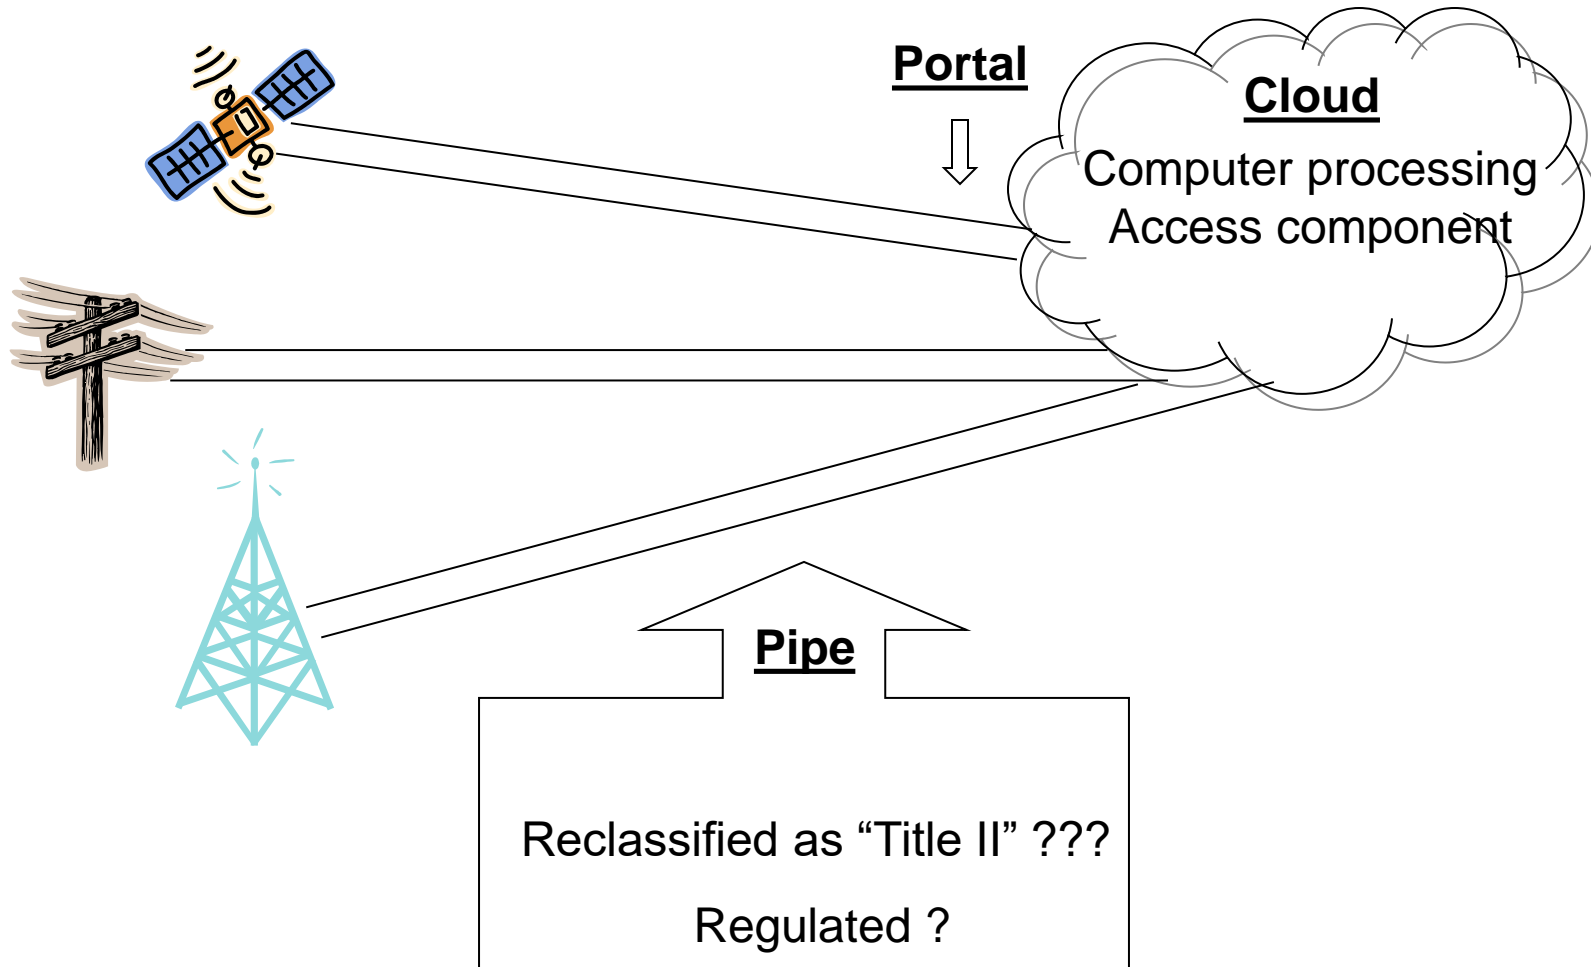 Portal
Cloud
Computer processing
Access component
Pipe
Reclassified as “Title II” ???
Regulated ?